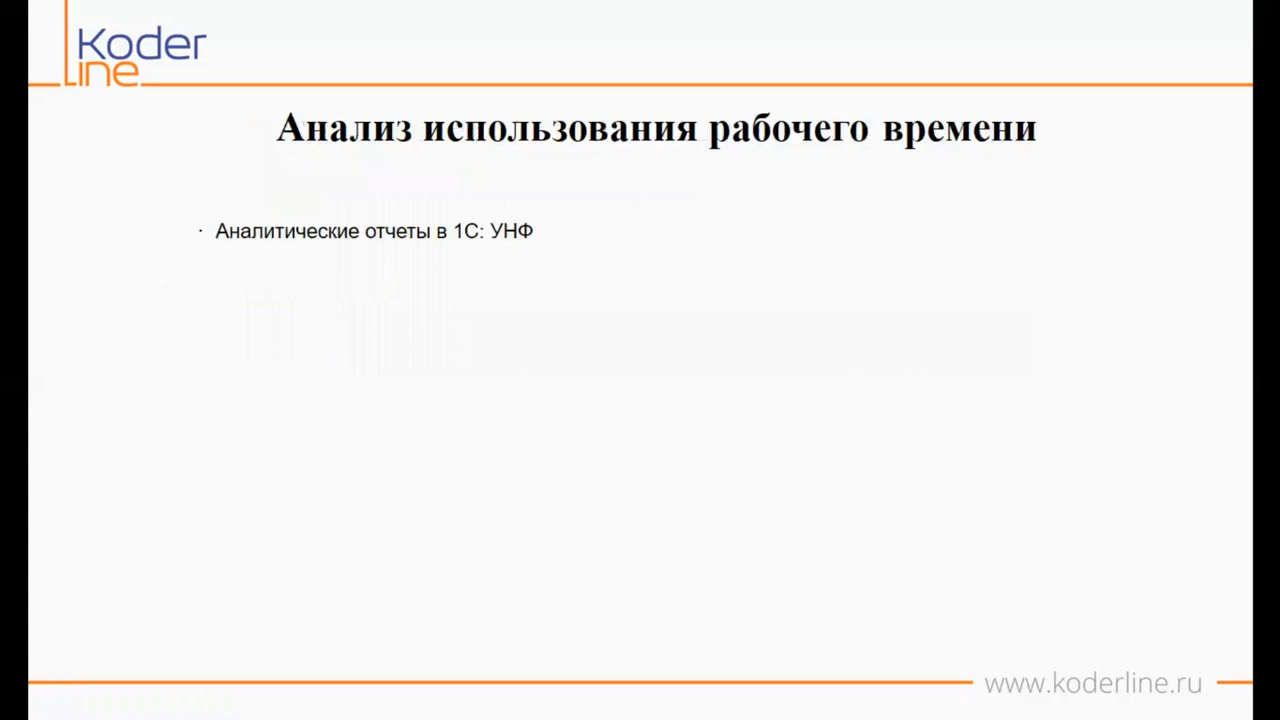 Koder
line
Анализ использования рабочего времени
· Аналитические отчеты в 1С: УНФ
www.koderline.ru